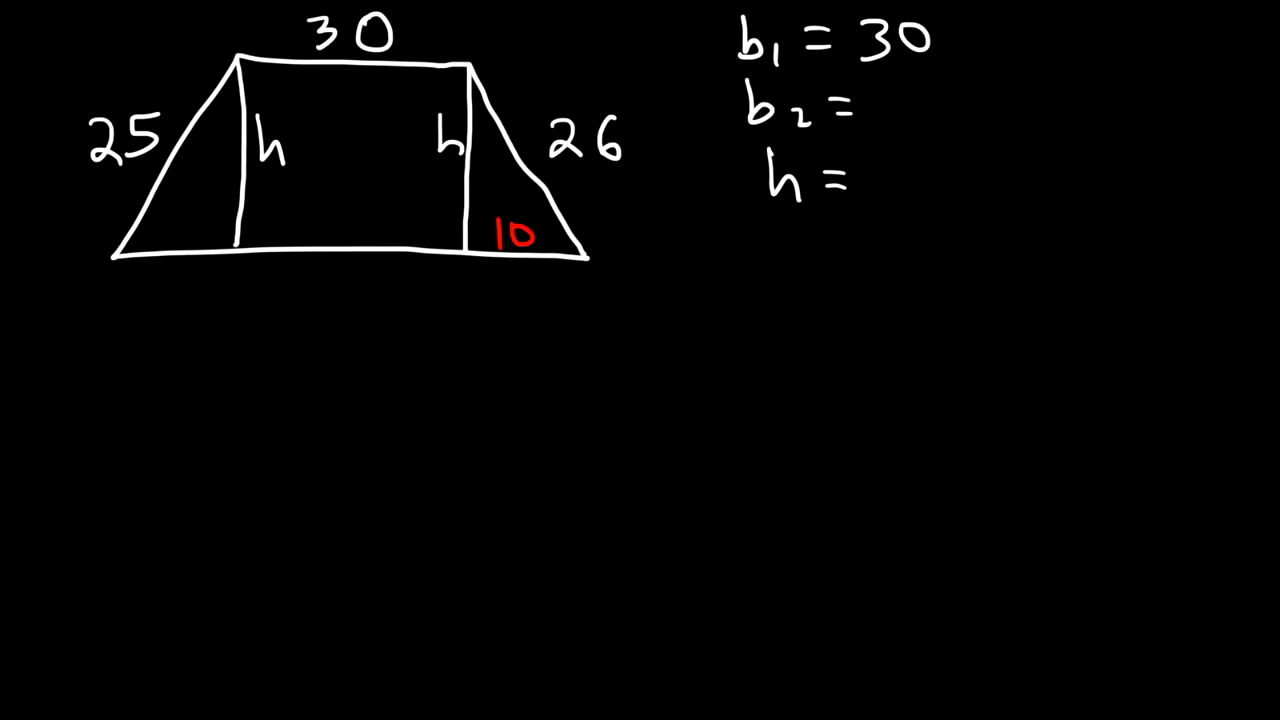 30
b₁ = 30
b₂ =
25 h h 26
h =
10